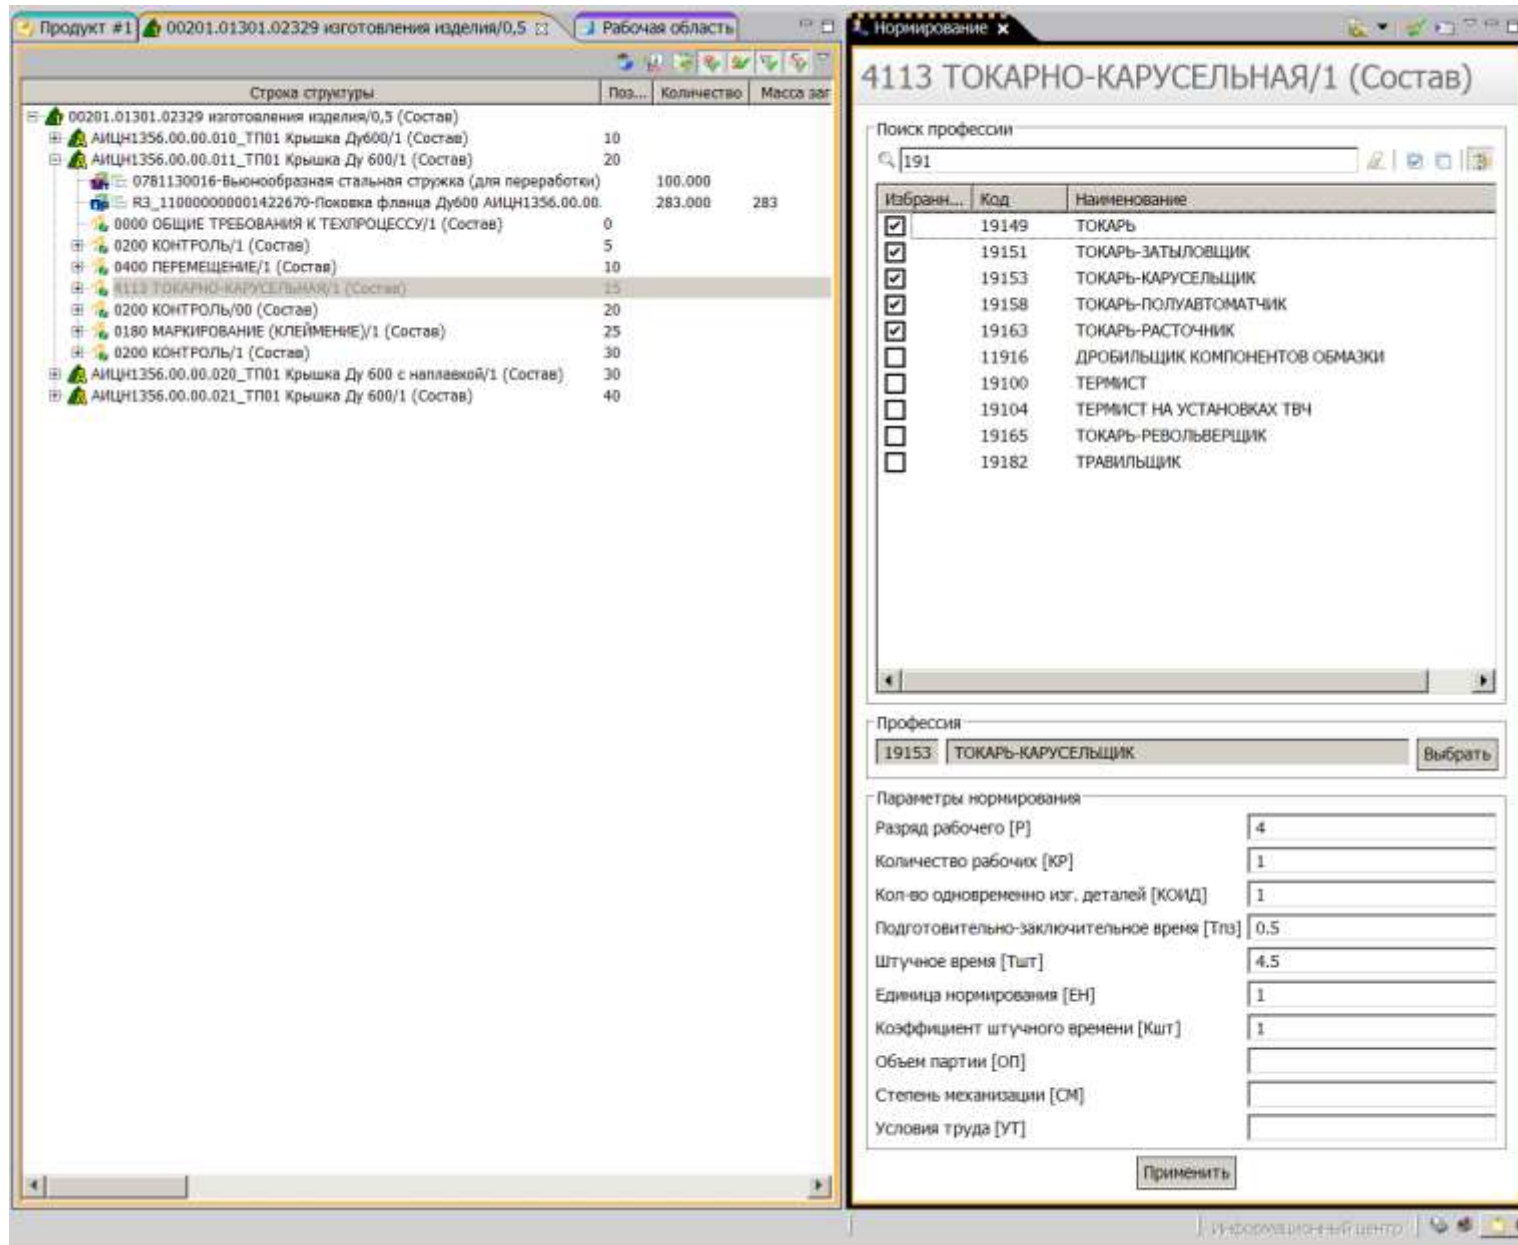 Продукт #1
00201.01301.02329 изготовления изделия/0,5
Рабочая область
Строка структуры Поз... Количество Масса заг
00201.01301.02329 изготовления изделия/0,5 (Состав)
АИЦН1356.00.00.010_ТП01 Крышка Ду600/1 (Состав) 10
АИЦН1356.00.00.011_ТП01 Крышка Ду 600/1 (Состав) 20
0781130016-Вьюнообразная стальная стружка (для переработки) 100.000
R3_110000000001422670-Поковка фланца Ду600 АИЦН1356.00.00. 283.000 283
0000 ОБЩИЕ ТРЕБОВАНИЯ К ТЕХПРОЦЕССУ/1 (Состав) 0
0200 КОНТРОЛЬ/1 (Состав) 5
0400 ПЕРЕМЕЩЕНИЕ/1 (Состав) 10
4113 ТОКАРНО-КАРУСЕЛЬНАЯ/1 (Состав) 15
0200 КОНТРОЛЬ/00 (Состав) 20
0180 МАРКИРОВАНИЕ (КЛЕЙМЕНИЕ)/1 (Состав) 25
0200 КОНТРОЛЬ/1 (Состав) 30
АИЦН1356.00.00.020_ТП01 Крышка Ду 600 с наплавкой/1 (Состав) 30
АИЦН1356.00.00.021_ТП01 Крышка Ду 600/1 (Состав) 40
Нормирование
4113 ТОКАРНО-КАРУСЕЛЬНАЯ/1 (Состав)
Поиск профессии
191
Избранн... Код Наименование
19149 ТОКАРЬ
19151 ТОКАРЬ-ЗАТЫЛОВЩИК
19153 ТОКАРЬ-КАРУСЕЛЬЩИК
19158 ТОКАРЬ-ПОЛУАВТОМАТЧИК
19163 ТОКАРЬ-РАСТОЧНИК
11916 ДРОБИЛЬЩИК КОМПОНЕНТОВ ОБМАЗКИ
19100 ТЕРМИСТ
19104 ТЕРМИСТ НА УСТАНОВКАХ ТВЧ
19165 ТОКАРЬ-РЕВОЛЬВЕРЩИК
19182 ТРАВИЛЬЩИК
Профессия
19153 ТОКАРЬ-КАРУСЕЛЬЩИК Выбрать
Параметры нормирования
Разряд рабочего [Р] 4
Количество рабочих [КР] 1
Кол-во одновременно изг. деталей [КОИД] 1
Подготовительно-заключительное время [Тпз] 0.5
Штучное время [Тшт] 4.5
Единица нормирования [ЕН] 1
Коэффициент штучного времени [Кшт] 1
Объем партии [ОП]
Степень механизации [СМ]
Условия труда [УТ]
Применить
Информационный центр